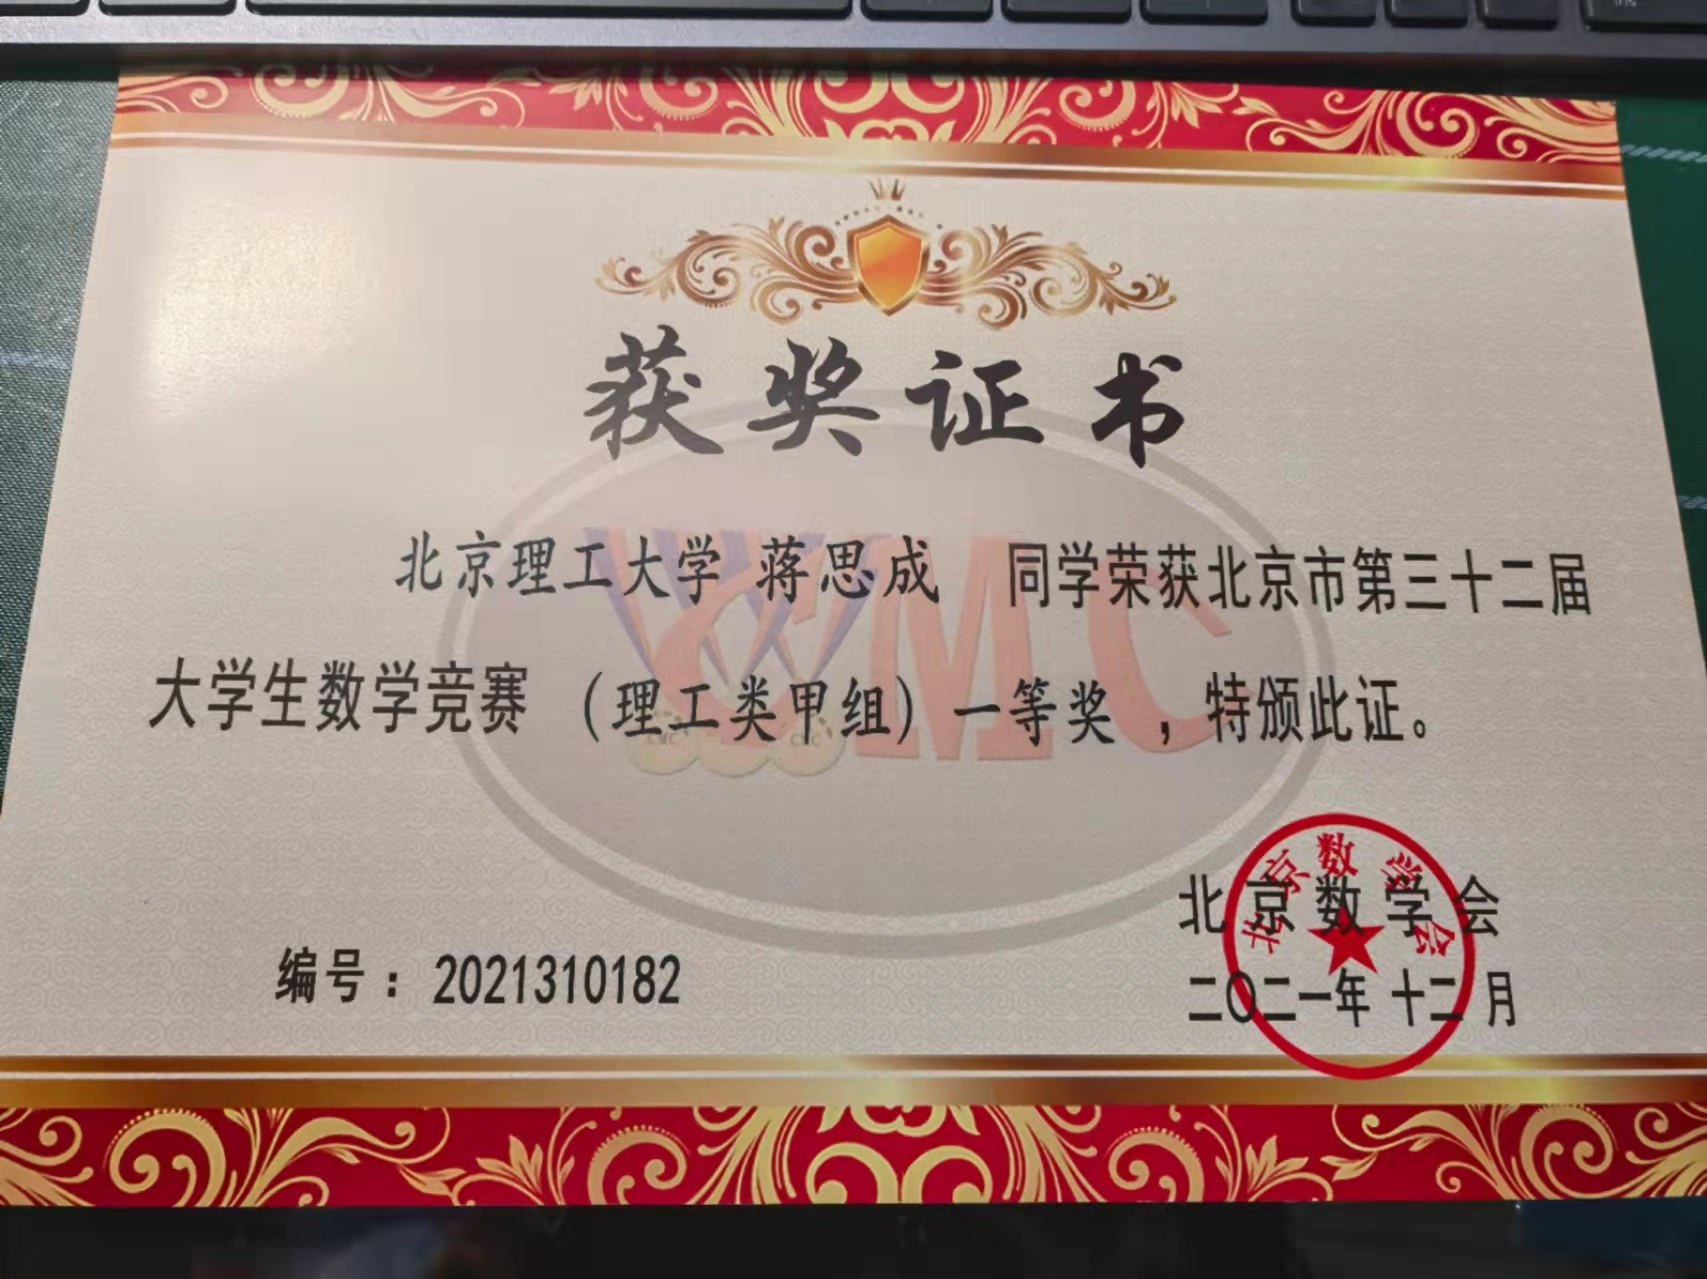 获奖证书
北京理工大学 蒋思成 同学荣获北京市第三十二届
大学生数学竞赛 （理工类甲组）一等奖 ，特颁此证。
CMC
CMC CMC
北京数学会
北京数学会
二〇二一年 十二 月
编号：2021310182